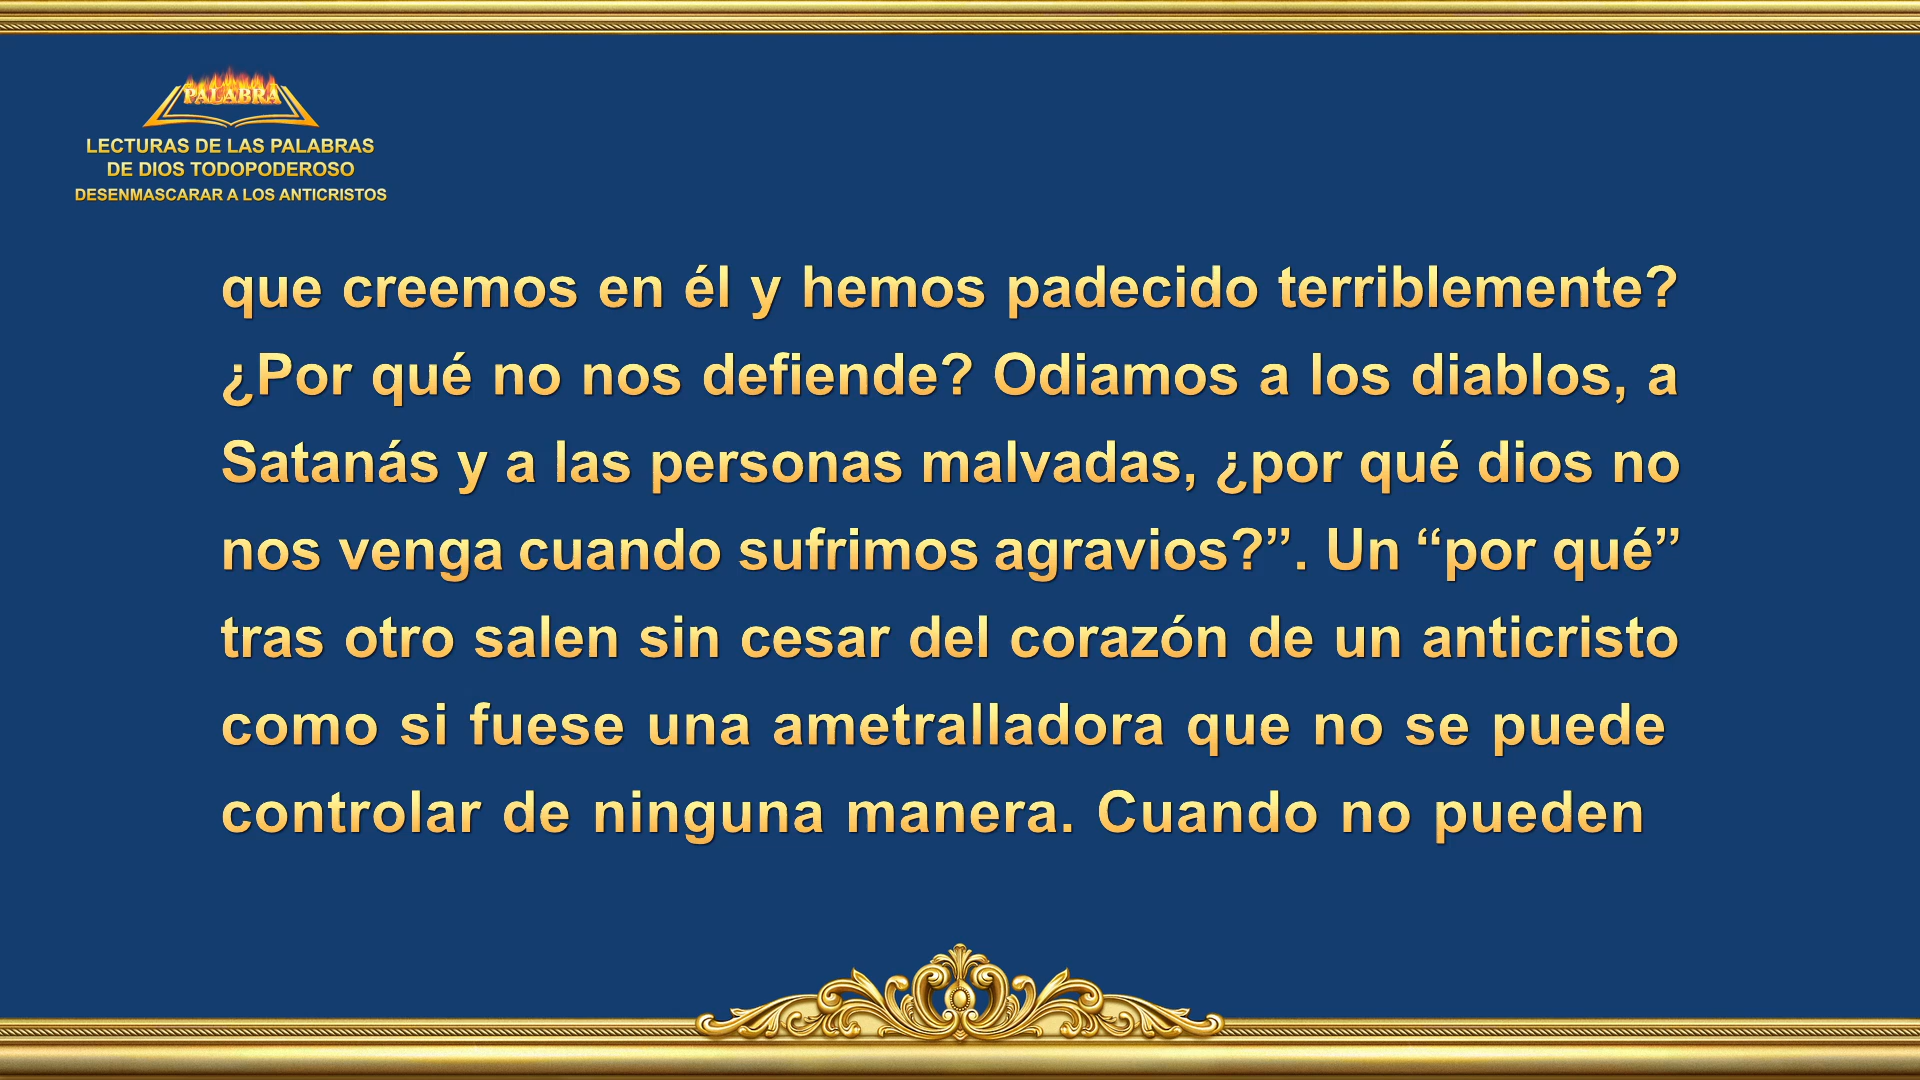 PALABRA
LECTURAS DE LAS PALABRAS
DE DIOS TODOPODEROSO
DESENMASCARAR A LOS ANTICRISTOS
que creemos en él y hemos padecido terriblemente?
¿Por qué no nos defiende? Odiamos a los diablos, a
Satanás y a las personas malvadas, ¿por qué dios no
nos venga cuando sufrimos agravios?”. Un “por qué”
tras otro salen sin cesar del corazón de un anticristo
como si fuese una ametralladora que no se puede
controlar de ninguna manera. Cuando no pueden